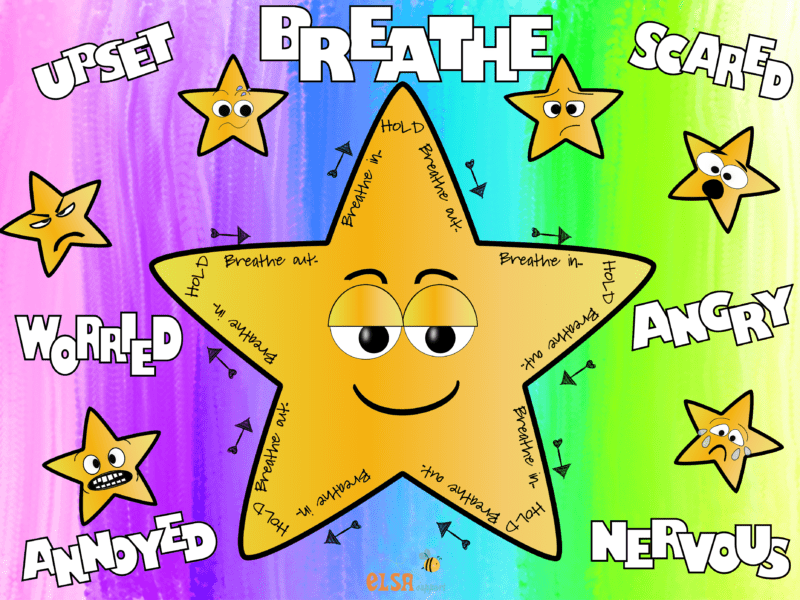 BREATHE
UPSET
SCARED
HOLD
Breathe in-
Breathe out-
HOLD
Breathe out-
Breathe in-
HOLD
Breathe in-
Breathe out-
WORRIED
ANGRY
Breathe out-
Breathe in-
HOLD
Breathe in-
Breathe out-
HOLD
ANNOYED
NERVOUS
ELSA